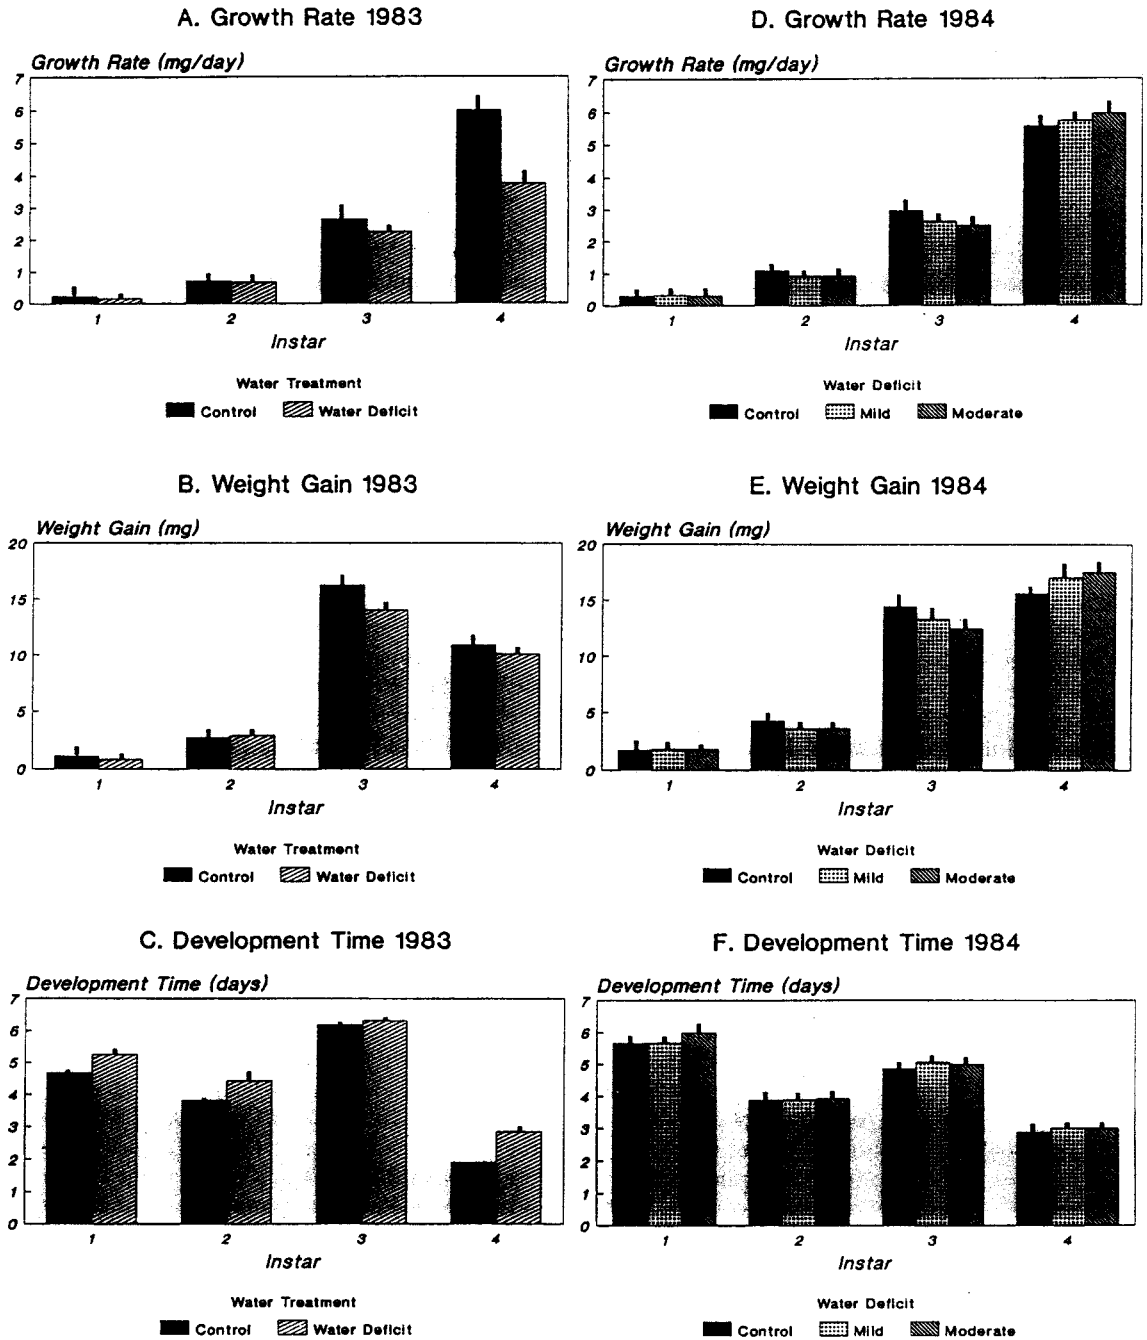 A. Growth Rate 1983
Growth Rate (mg/day)
7
6
5
4
3
2
1
0
1 2 3 4
Instar
Water Treatment
Control Water Deficit
D. Growth Rate 1984
Growth Rate (mg/day)
7
6
5
4
3
2
1
0
1 2 3 4
Instar
Water Deficit
Control Mild Moderate
B. Weight Gain 1983
Weight Gain (mg)
20
15
10
5
0
1 2 3 4
Instar
Water Treatment
Control Water Deficit
E. Weight Gain 1984
Weight Gain (mg)
20
15
10
5
0
1 2 3 4
Instar
Water Deficit
Control Mild Moderate
C. Development Time 1983
Development Time (days)
7
6
5
4
3
2
1
0
1 2 3 4
Instar
Water Treatment
Control Water Deficit
F. Development Time 1984
Development Time (days)
7
6
5
4
3
2
1
0
1 2 3 4
Instar
Water Deficit
Control Mild Moderate